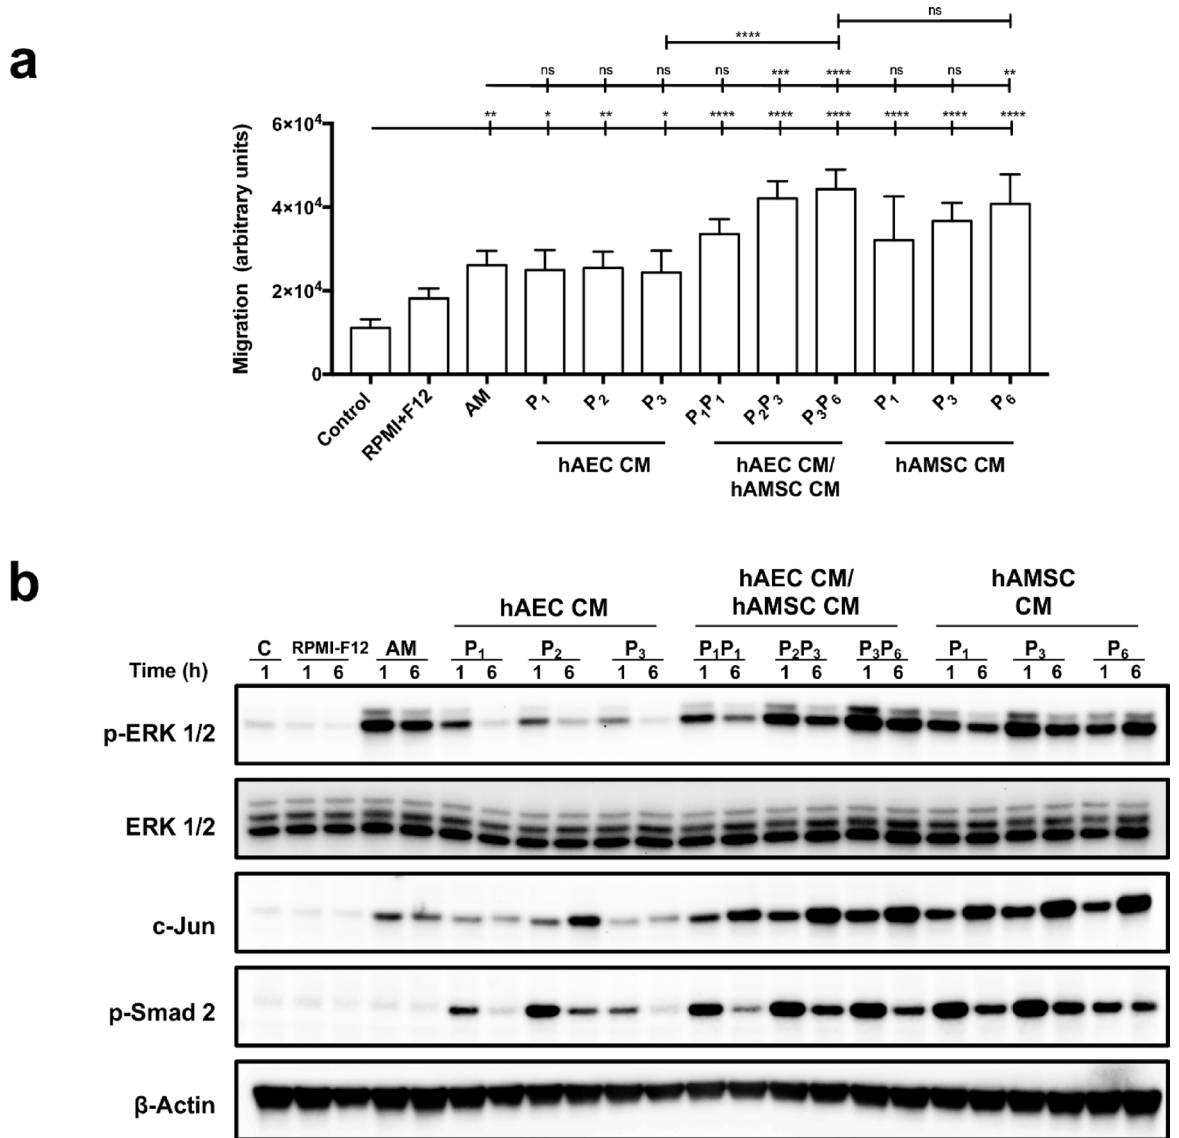 a
ns
****
ns ns ns ns *** **** ns ns **
** * ** * **** **** **** **** **** ****
Migration (arbitrary units)
6×10⁴
4×10⁴
2×10⁴
0
Control RPMI+F12 AM P₁ P₂ P₃ P₁P₁ P₂P₃ P₃P₆ P₁ P₃ P₆
hAEC CM hAEC CM/ hAMSC CM
hAMSC CM
b
hAEC CM/ hAMSC
hAEC CM hAMSC CM CM
C RPMI-F12 AM P₁ P₂ P₃ P₁P₁ P₂P₃ P₃P₆ P₁ P₃ P₆
Time (h) 1 1 6 1 6 1 6 1 6 1 6 1 6 1 6 1 6 1 6 1 6 1 6
p-ERK 1/2
ERK 1/2
c-Jun
p-Smad 2
β-Actin